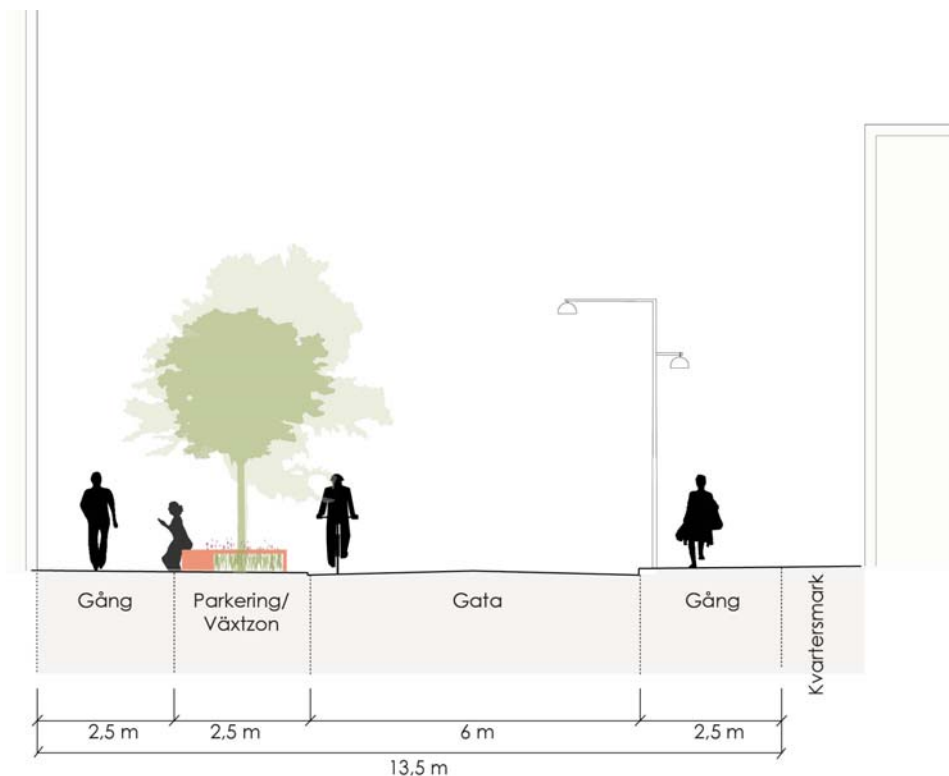 Gång
Parkering/
Växtzon
Gata
Gång
Kvartersmark
2,5 m
2,5 m
6 m
2,5 m
13,5 m